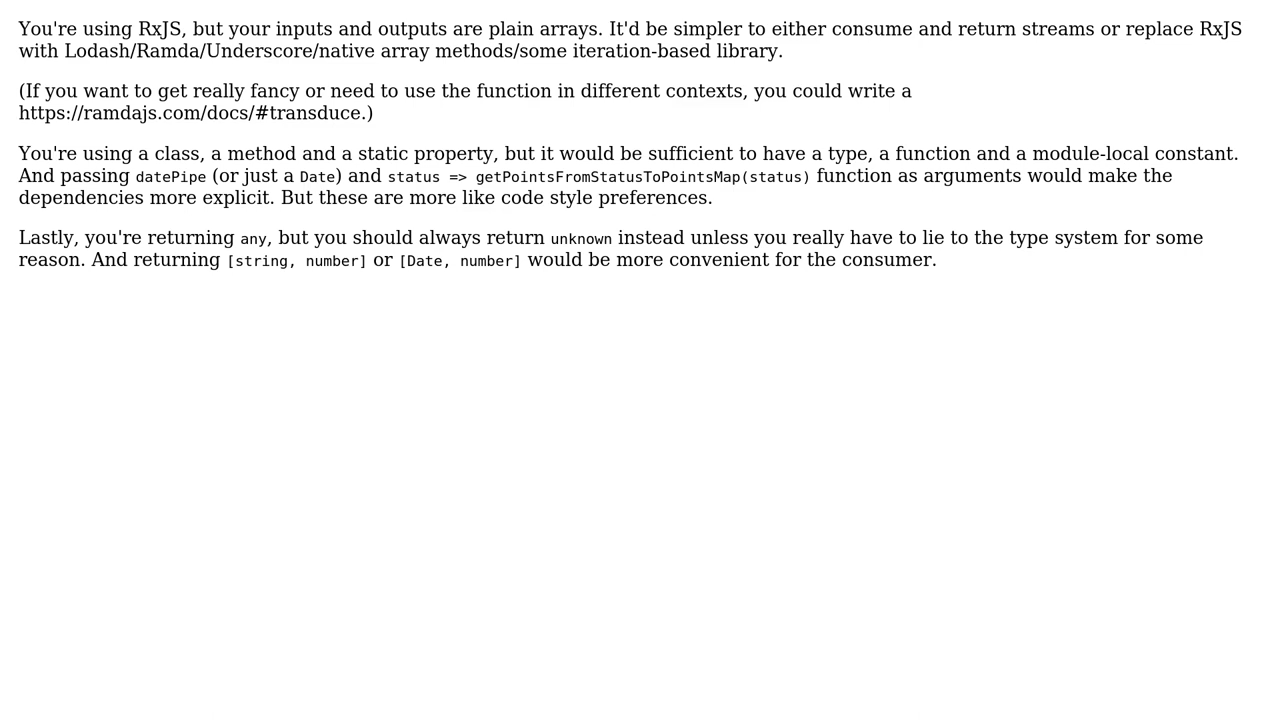 You're using RxJS, but your inputs and outputs are plain arrays. It'd be simpler to either consume and return streams or replace RxJS
with Lodash/Ramda/Underscore/native array methods/some iteration-based library.
(If you want to get really fancy or need to use the function in different contexts, you could write a
https://ramdajs.com/docs/#transduce.)
You're using a class, a method and a static property, but it would be sufficient to have a type, a function and a module-local constant.
And passing datePipe (or just a Date) and status => getPointsFromStatusToPointsMap(status) function as arguments would make the
dependencies more explicit. But these are more like code style preferences.
Lastly, you're returning any, but you should always return unknown instead unless you really have to lie to the type system for some
reason. And returning [string, number] or [Date, number] would be more convenient for the consumer.